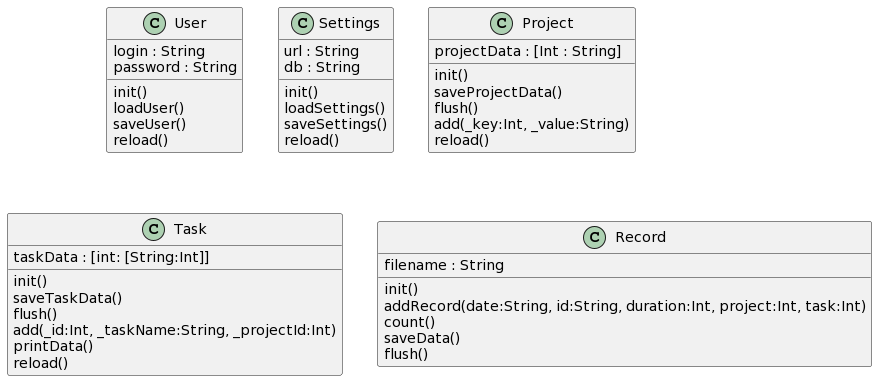 C User
login : String
password : String
init()
loadUser()
saveUser()
reload()
C Settings
url : String
db : String
init()
loadSettings()
saveSettings()
reload()
C Project
projectData : [Int : String]
init()
saveProjectData()
flush()
add(_key:Int, _value:String)
reload()
C Task
taskData : [int: [String:Int]]
init()
saveTaskData()
flush()
add(_id:Int, _taskName:String, _projectId:Int)
printData()
reload()
C Record
filename : String
init()
addRecord(date:String, id:String, duration:Int, project:Int, task:Int)
count()
saveData()
flush()